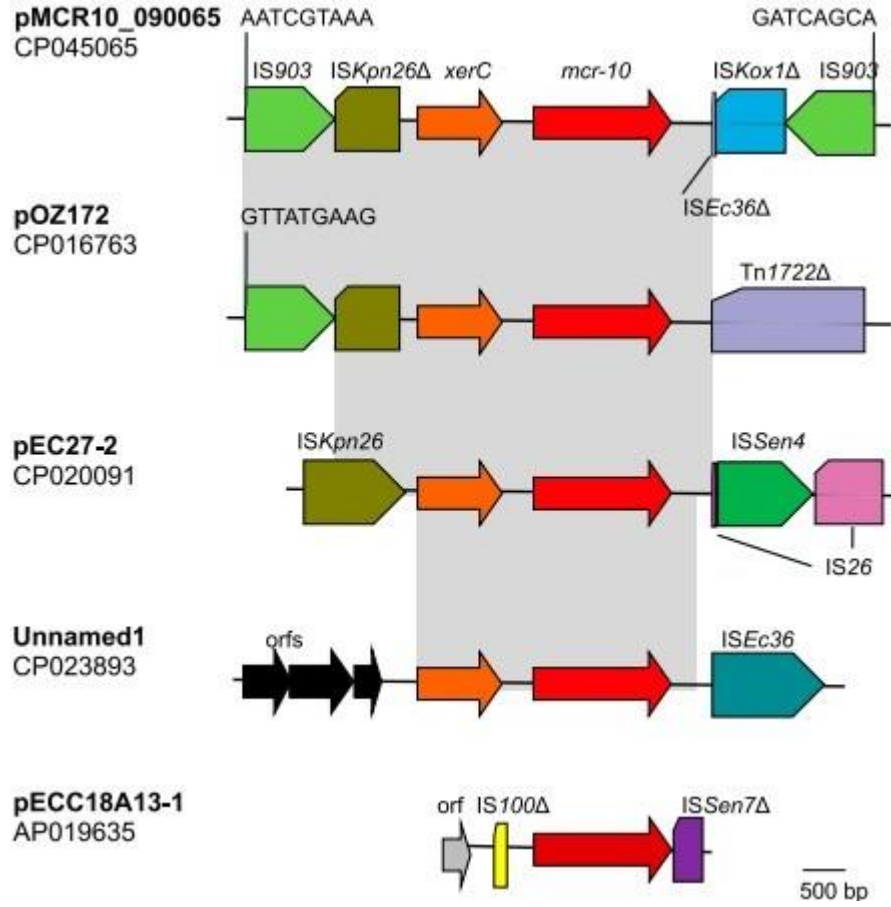 pMCR10_090065 AATCGTAAA GATCAGCA
CP045065
IS903 ISKpn26Δ xerC mcr-10 ISKox1Δ IS903
ISEc36Δ
pOZ172
CP016763
GTTATGAAG
Tn1722Δ
pEC27-2
CP020091
ISKpn26 ISSen4
IS26
Unnamed1
CP023893
orfs ISEc36
pECC18A13-1
AP019635
orf IS100Δ ISSen7Δ
500 bp